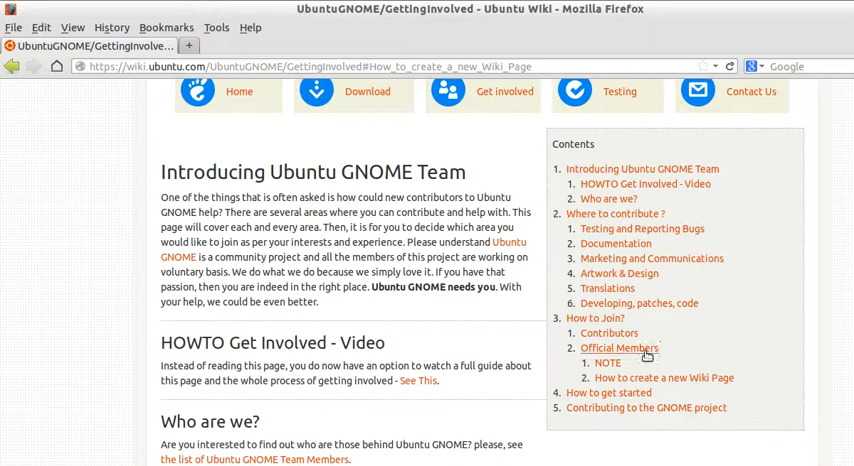 UbuntuGNOME/GettingInvolved - Ubuntu Wiki - Mozilla Firefox
File Edit View History Bookmarks Tools Help
UbuntuGNOME/GettingInvolve...
https://wiki.ubuntu.com/UbuntuGNOME/GettingInvolved#How_to_create_a_new_Wiki_Page
Google
Home Download Get involved Testing Contact Us
Introducing Ubuntu GNOME Team
One of the things that is often asked is how could new contributors to Ubuntu
GNOME help? There are several areas where you can contribute and help with. This
page will cover each and every area. Then, it is for you to decide which area you
would like to join as per your interests and experience. Please understand Ubuntu
GNOME is a community project and all the members of this project are working on
voluntary basis. We do what we do because we simply love it. If you have that
passion, then you are indeed in the right place. Ubuntu GNOME needs you. With
your help, we could be even better.
HOWTO Get Involved - Video
Instead of reading this page, you do now have an option to watch a full guide about
this page and the whole process of getting involved - See This.
Who are we?
Are you interested to find out who are those behind Ubuntu GNOME? please, see
the list of Ubuntu GNOME Team Members.
Contents
1. Introducing Ubuntu GNOME Team
1. HOWTO Get Involved - Video
2. Who are we?
2. Where to contribute ?
1. Testing and Reporting Bugs
2. Documentation
3. Marketing and Communications
4. Artwork & Design
5. Translations
6. Developing, patches, code
3. How to Join?
1. Contributors
2. Official Members
1. NOTE
2. How to create a new Wiki Page
4. How to get started
5. Contributing to the GNOME project